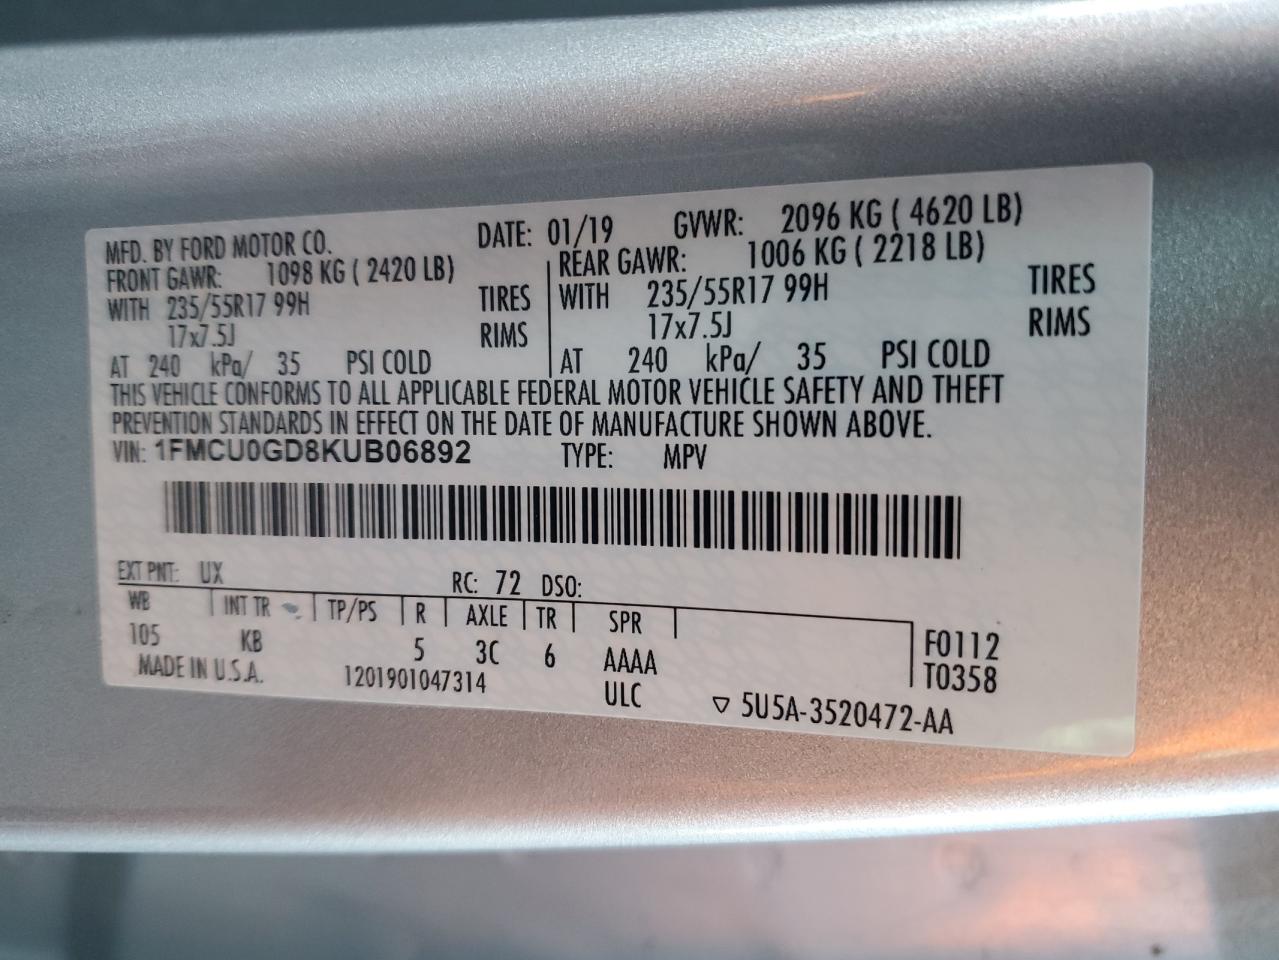 MFD. BY FORD MOTOR CO. DATE: 01/19 GVWR: 2096 KG ( 4620 LB)
FRONT GAWR: 1098 KG ( 2420 LB) REAR GAWR: 1006 KG ( 2218 LB)
WITH 235/55R17 99H TIRES WITH 235/55R17 99H TIRES
17x7.5J RIMS 17x7.5J RIMS
AT 240 kPa/ 35 PSI COLD AT 240 kPa/ 35 PSI COLD
THIS VEHICLE CONFORMS TO ALL APPLICABLE FEDERAL MOTOR VEHICLE SAFETY AND THEFT
PREVENTION STANDARDS IN EFFECT ON THE DATE OF MANUFACTURE SHOWN ABOVE.
VIN: 1FMCU0GD8KUB06892 TYPE: MPV
EXT PNT: UX RC: 72 DSO:
WB INT TR TP/PS R AXLE TR SPR
105 KB 5 3C 6 AAAA F0112
MADE IN U.S.A. 1201901047314 ULC T0358
▽ 5U5A-3520472-AA